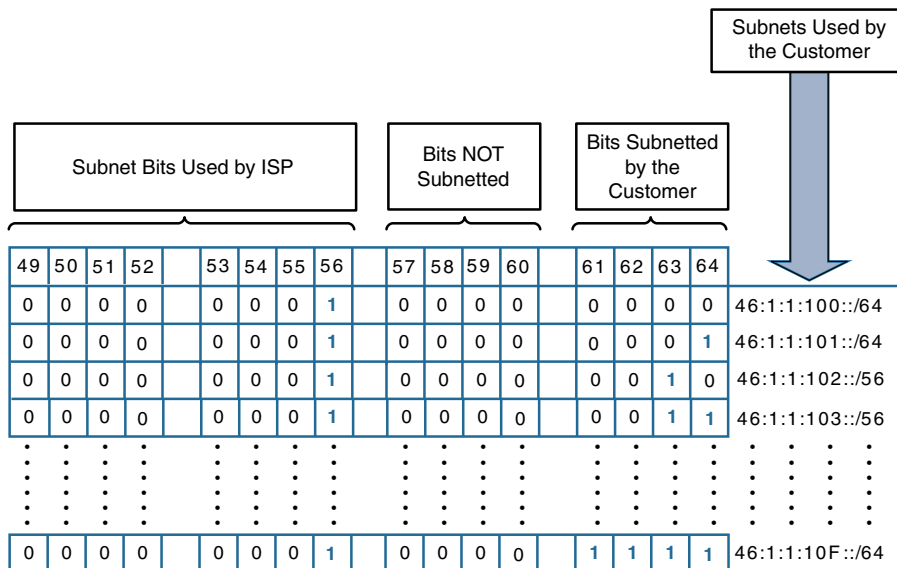 Subnets Used by
the Customer
Subnet Bits Used by ISP
Bits NOT
Subnetted
Bits Subnetted
by the
Customer
49 50 51 52 53 54 55 56 57 58 59 60 61 62 63 64
0 0 0 0 0 0 0 1 0 0 0 0 0 0 0 0 46:1:1:100::/64
0 0 0 0 0 0 0 1 0 0 0 0 0 0 0 1 46:1:1:101::/64
0 0 0 0 0 0 0 1 0 0 0 0 0 0 1 0 46:1:1:102::/56
0 0 0 0 0 0 0 1 0 0 0 0 0 0 1 1 46:1:1:103::/56
0 0 0 0 0 0 0 1 0 0 0 0 1 1 1 1 46:1:1:10F::/64